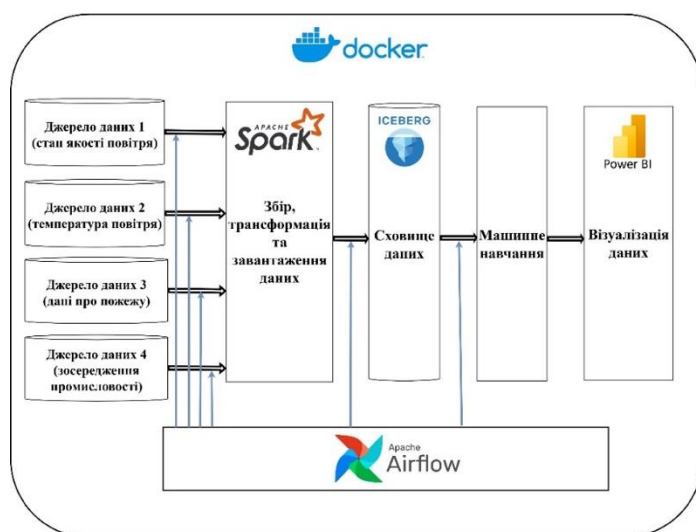 docker
Джерело даних 1
(стан якості повітря)
Джерело даних 2
(температура повітря)
Джерело даних 3
(дані про пожежу)
Джерело даних 4
(зосередження
промисловості)
APACHE
Spark
Збір,
трансформація
та
завантаження
даних
ICEBERG
Сховище
даних
Машинне
навчання
Power BI
Візуалізація
даних
Apache
Airflow